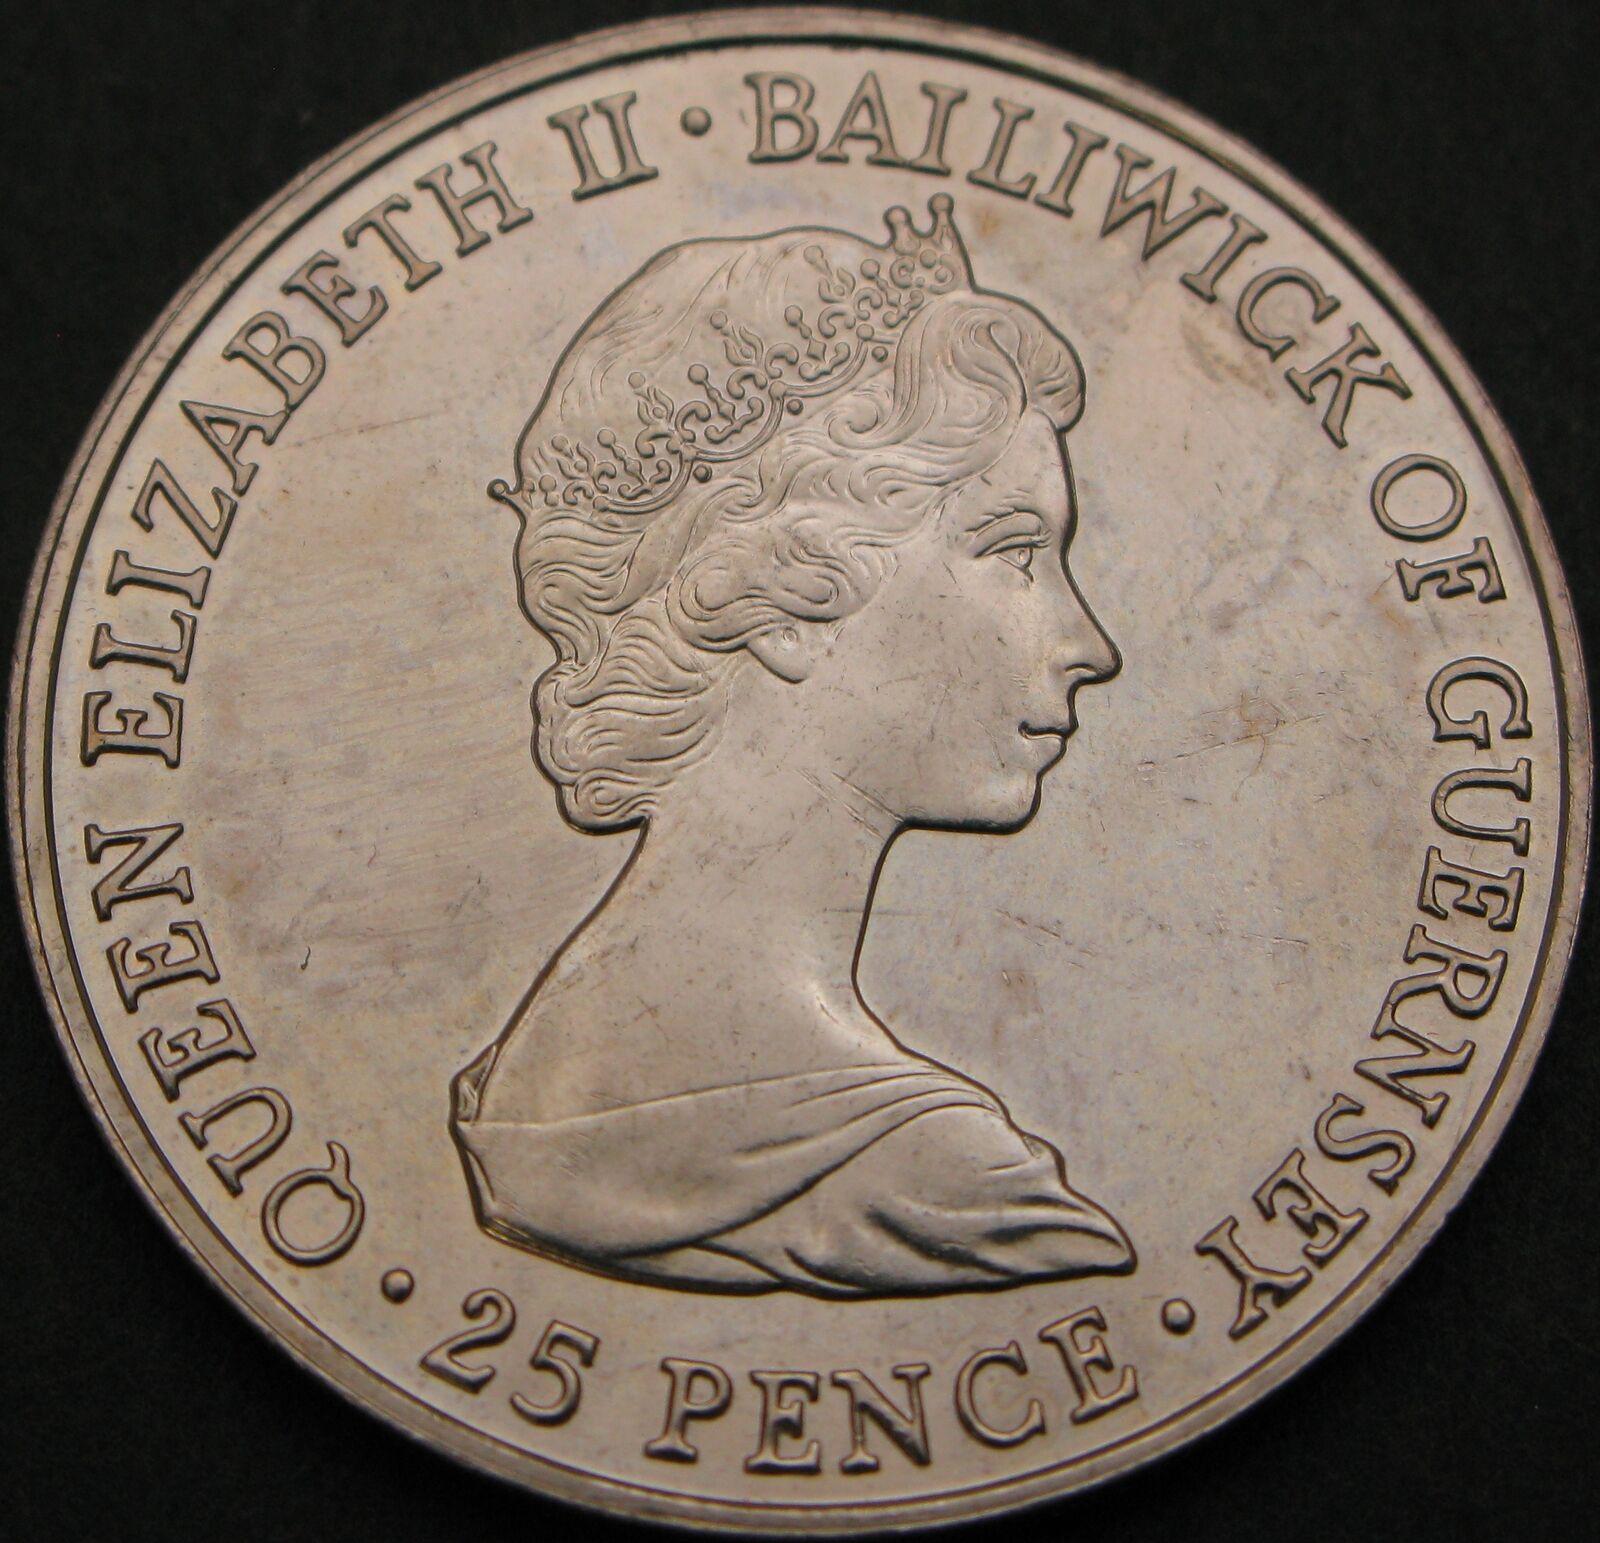 QUEEN ELIZABETH II · BAILIWICK OF GUERNSEY ·
25 PENCE ·